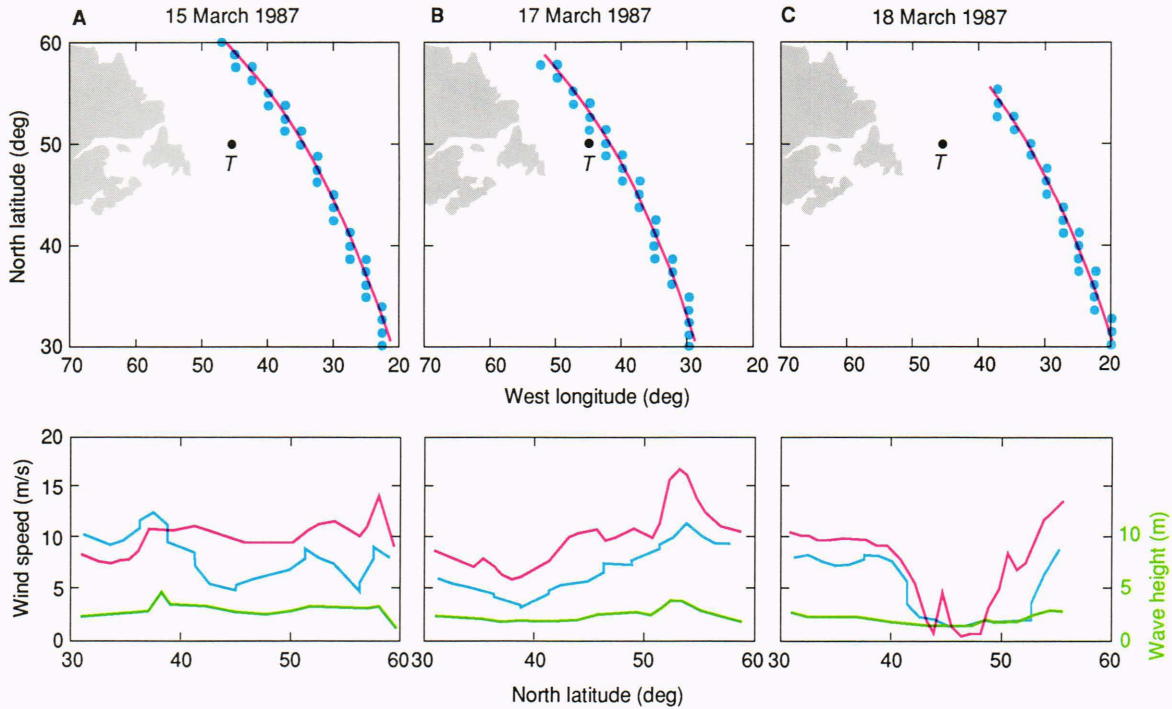 A 15 March 1987
B 17 March 1987
C 18 March 1987
North latitude (deg)
60
50
40
30
T
T
T
70 60 50 40 30 20
70 60 50 40 30 20
70 60 50 40 30 20
West longitude (deg)
Wind speed (m/s)
20
15
10
5
0
10
5
0
Wave height (m)
30 40 50 60
30 40 50 60
30 40 50 60
North latitude (deg)